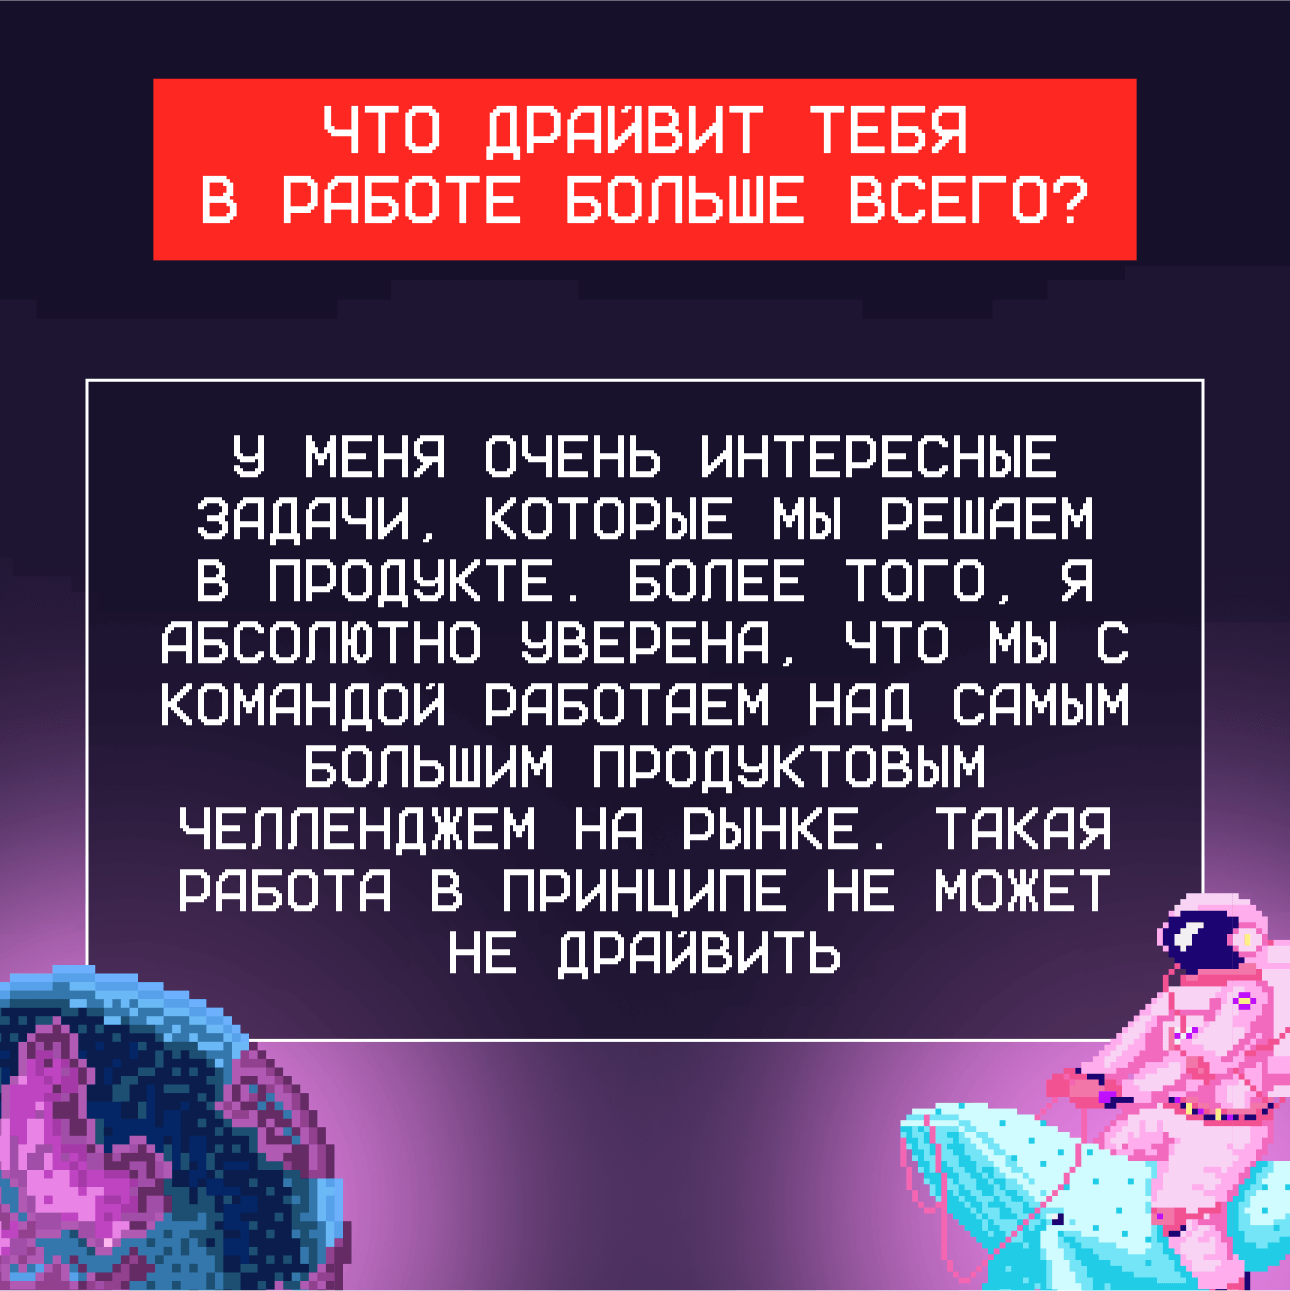 ЧТО ДРАЙВИТ ТЕБЯ
В РАБОТЕ БОЛЬШЕ ВСЕГО?
У МЕНЯ ОЧЕНЬ ИНТЕРЕСНЫЕ
ЗАДАЧИ, КОТОРЫЕ МЫ РЕШАЕМ
В ПРОДУКТЕ. БОЛЕЕ ТОГО, Я
АБСОЛЮТНО УВЕРЕНА, ЧТО МЫ С
КОМАНДОЙ РАБОТАЕМ НАД САМЫМ
БОЛЬШИМ ПРОДУКТОВЫМ
ЧЕЛЛЕНДЖЕМ НА РЫНКЕ. ТАКАЯ
РАБОТА В ПРИНЦИПЕ НЕ МОЖЕТ
НЕ ДРАЙВИТЬ